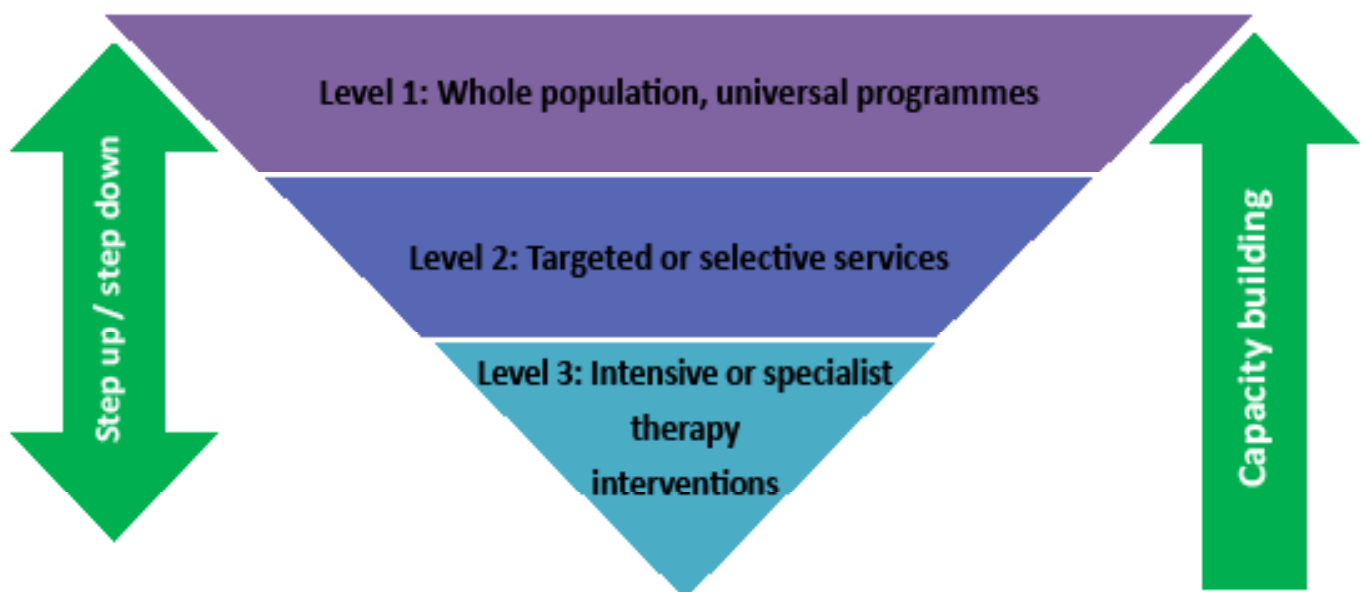 Level 1: Whole population, universal programmes
Step up / step down
Level 2: Targeted or selective services
Capacity building
Level 3: Intensive or specialist
therapy
interventions